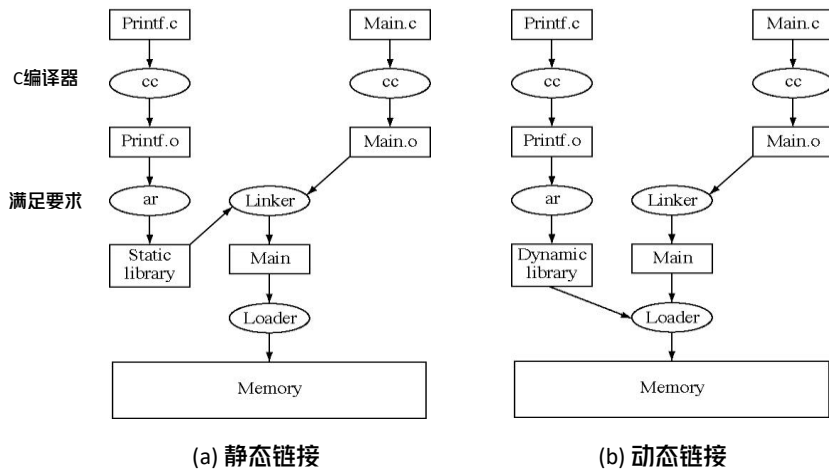 Printf.c
Main.c
Printf.c
Main.c
C编译器
cc
cc
cc
cc
Printf.o
Main.o
Printf.o
Main.o
满足要求
ar
Linker
ar
Linker
Static
library
Main
Dynamic
library
Main
Loader
Loader
Memory
Memory
(a) 静态链接
(b) 动态链接